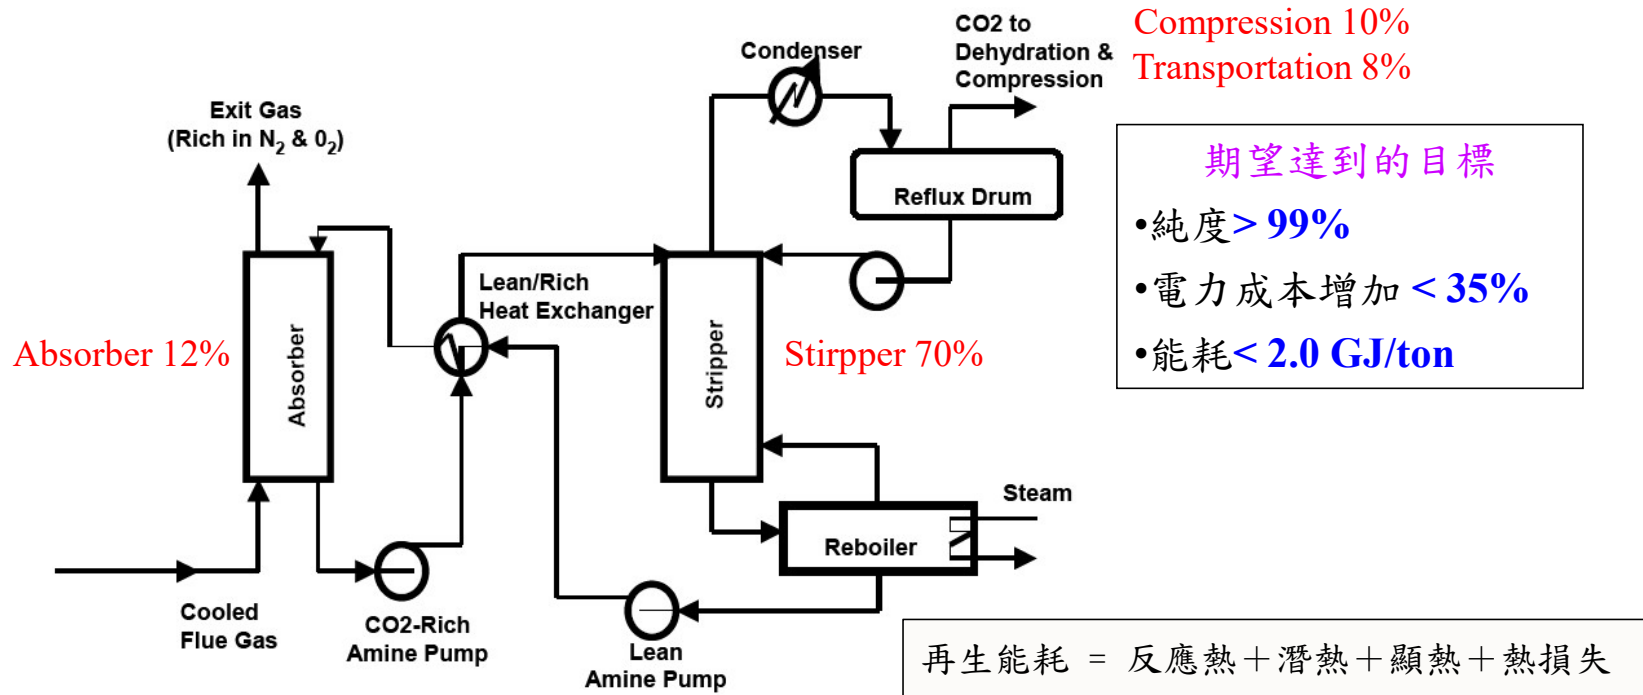 CO2 to
Dehydration &
Compression
Compression 10%
Transportation 8%
Condenser
Exit Gas
(Rich in N2 & 02)
期望達到的目標
•純度> 99%
•電力成本增加 < 35%
•能耗< 2.0 GJ/ton
Reflux Drum
Lean/Rich
Heat Exchanger
Absorber 12%
Absorber
Stripper
Stirpper 70%
Steam
Reboiler
Cooled
Flue Gas
CO2-Rich
Amine Pump
Lean
Amine Pump
再生能耗 = 反應熱+潛熱+顯熱+熱損失